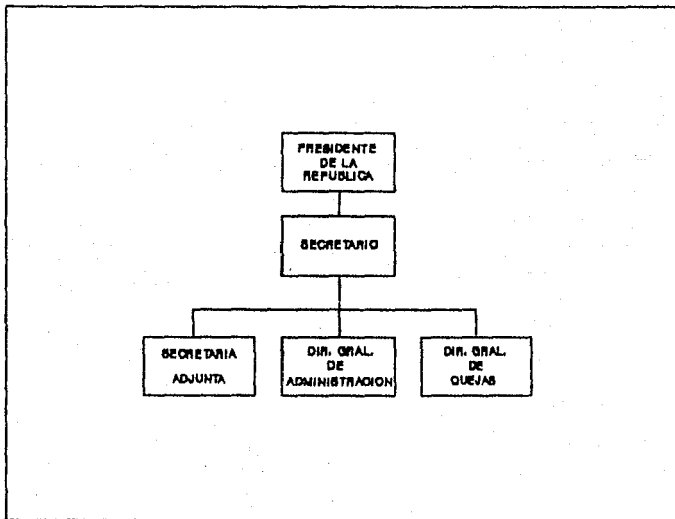 PRESIDENTE
DE LA
REPUBLICA
SECRETARIO
SECRETARIA
ADJUNTA
DIR. GRAL.
DE
ADMINISTRACION
DIR. GRAL.
DE
QUEJAS